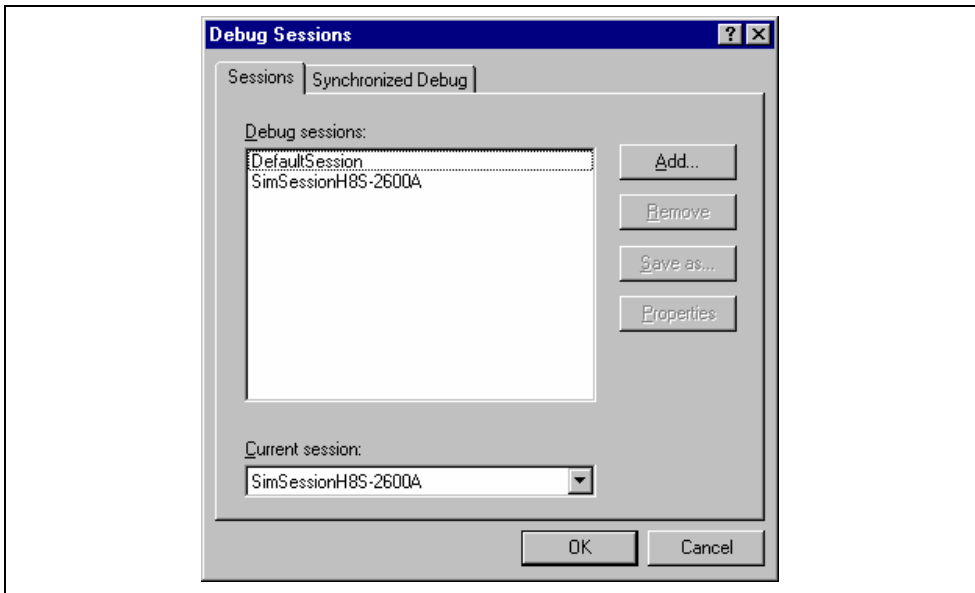 Debug Sessions
Sessions
Synchronized Debug
Debug sessions:
DefaultSession
SimSessionH8S-2600A
Add...
Remove
Save as...
Properties
Current session:
SimSessionH8S-2600A
OK
Cancel